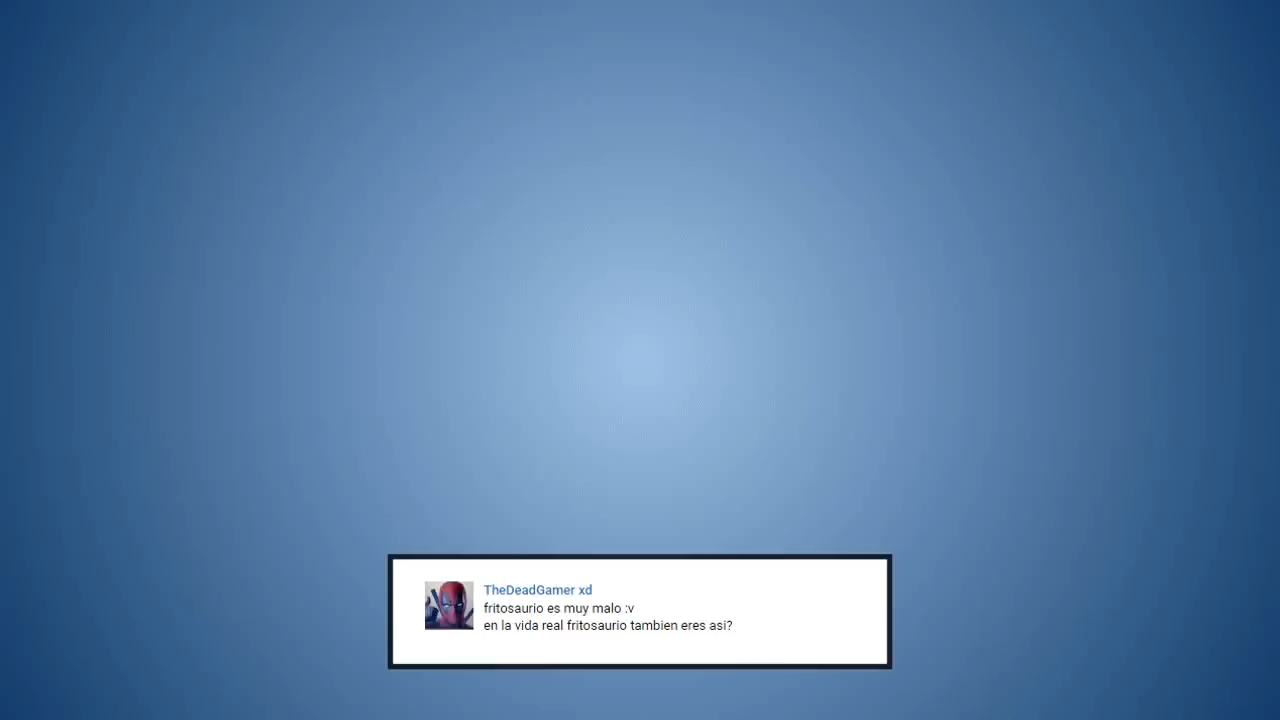 TheDeadGamer xd
fritosaurio es muy malo :v
en la vida real fritosaurio tambien eres asi?